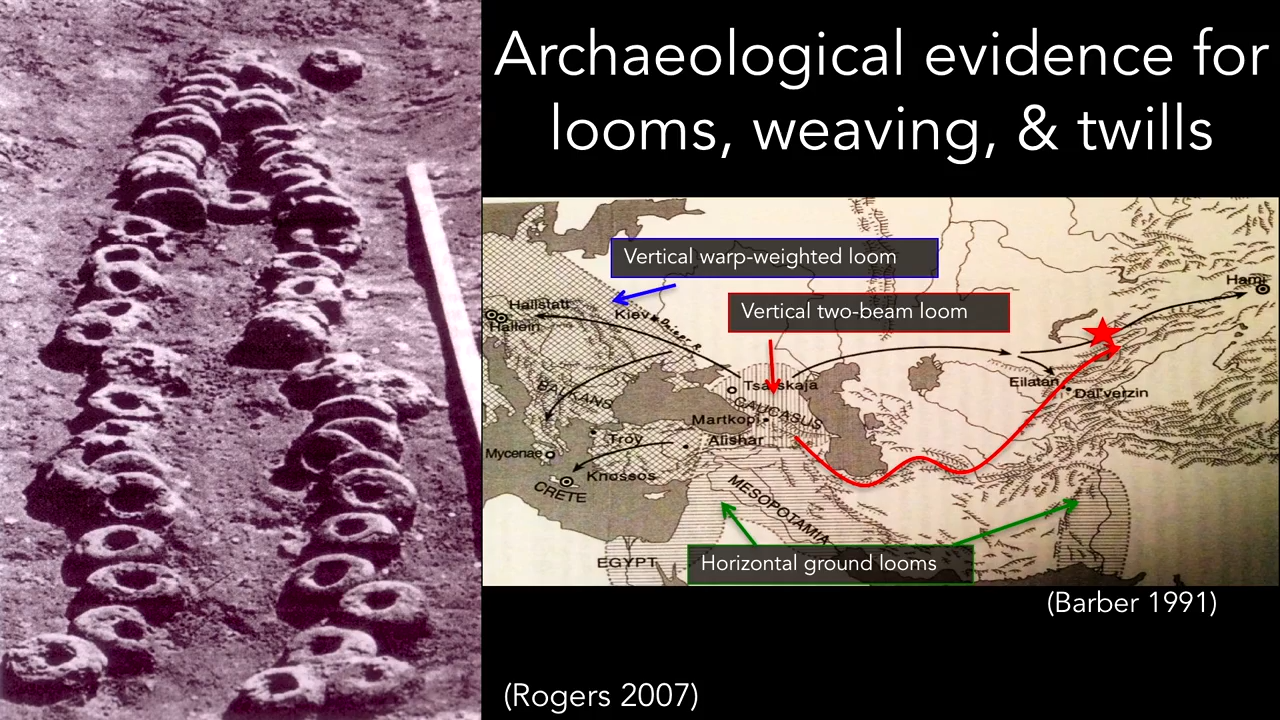 Archaeological evidence for
looms, weaving, & twills
Vertical warp-weighted loom
Vertical two-beam loom
Hami
Hallstatt
Hallein
Kiev
Dniepr R.
Tsarskaja
Eilatan
Dal'verzin
BALKANS
CAUCASUS
Martkopi
Alishar
Troy
Mycenae
Knossos
CRETE
MESOPOTAMIA
EGYPT
Horizontal ground looms
(Barber 1991)
(Rogers 2007)